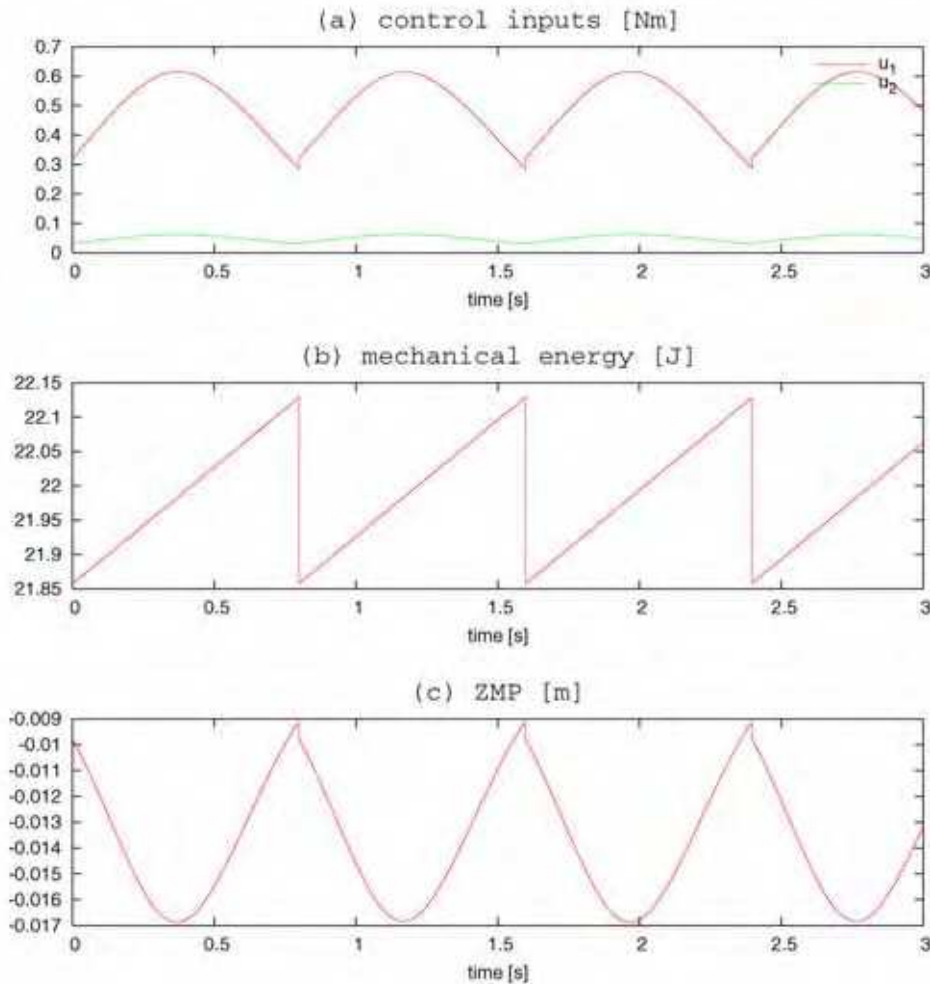 (a) control inputs [Nm]
0.7
0.6
0.5
0.4
0.3
0.2
0.1
0
u1
u2
0 0.5 1 1.5 2 2.5 3
time [s]
(b) mechanical energy [J]
22.15
22.1
22.05
22
21.95
21.9
21.85
0 0.5 1 1.5 2 2.5 3
time [s]
(c) ZMP [m]
-0.009
-0.01
-0.011
-0.012
-0.013
-0.014
-0.015
-0.016
-0.017
0 0.5 1 1.5 2 2.5 3
time [s]